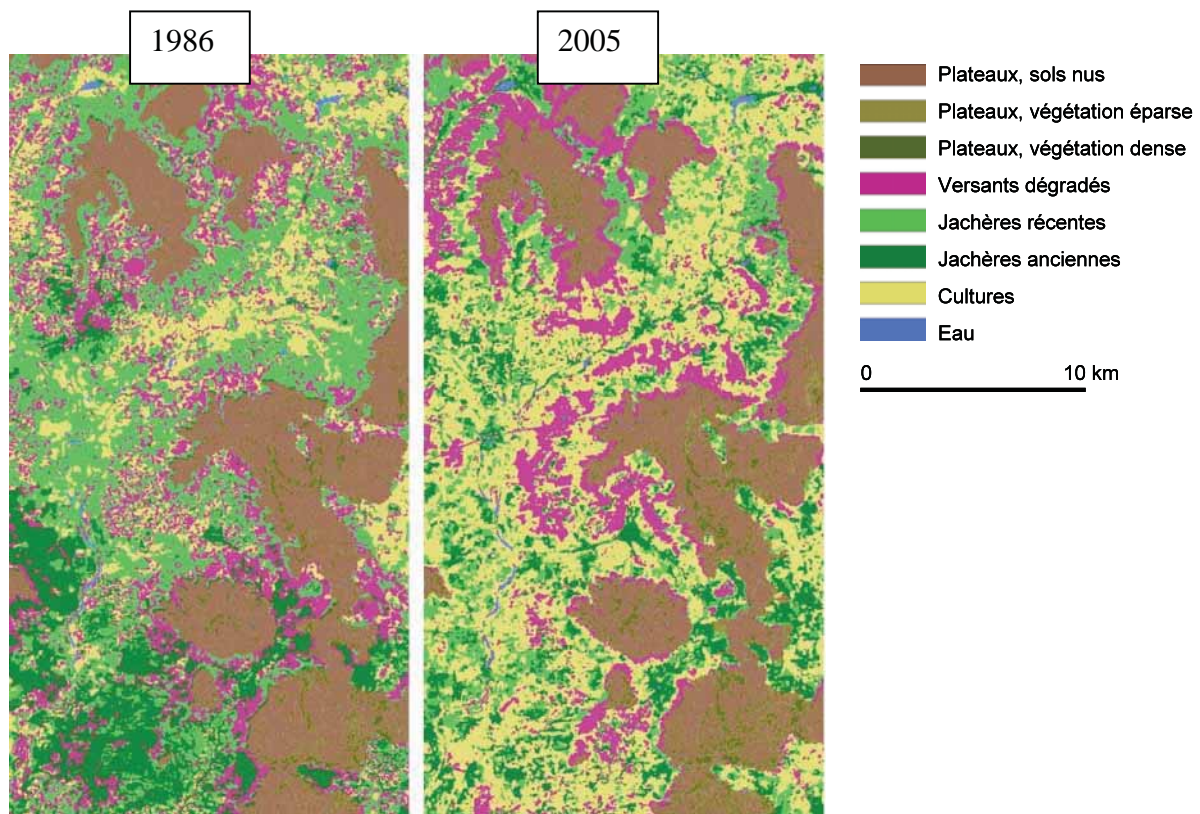 1986
2005
Plateaux, sols nus
Plateaux, végétation éparse
Plateaux, végétation dense
Versants dégradés
Jachères récentes
Jachères anciennes
Cultures
Eau
0 10 km